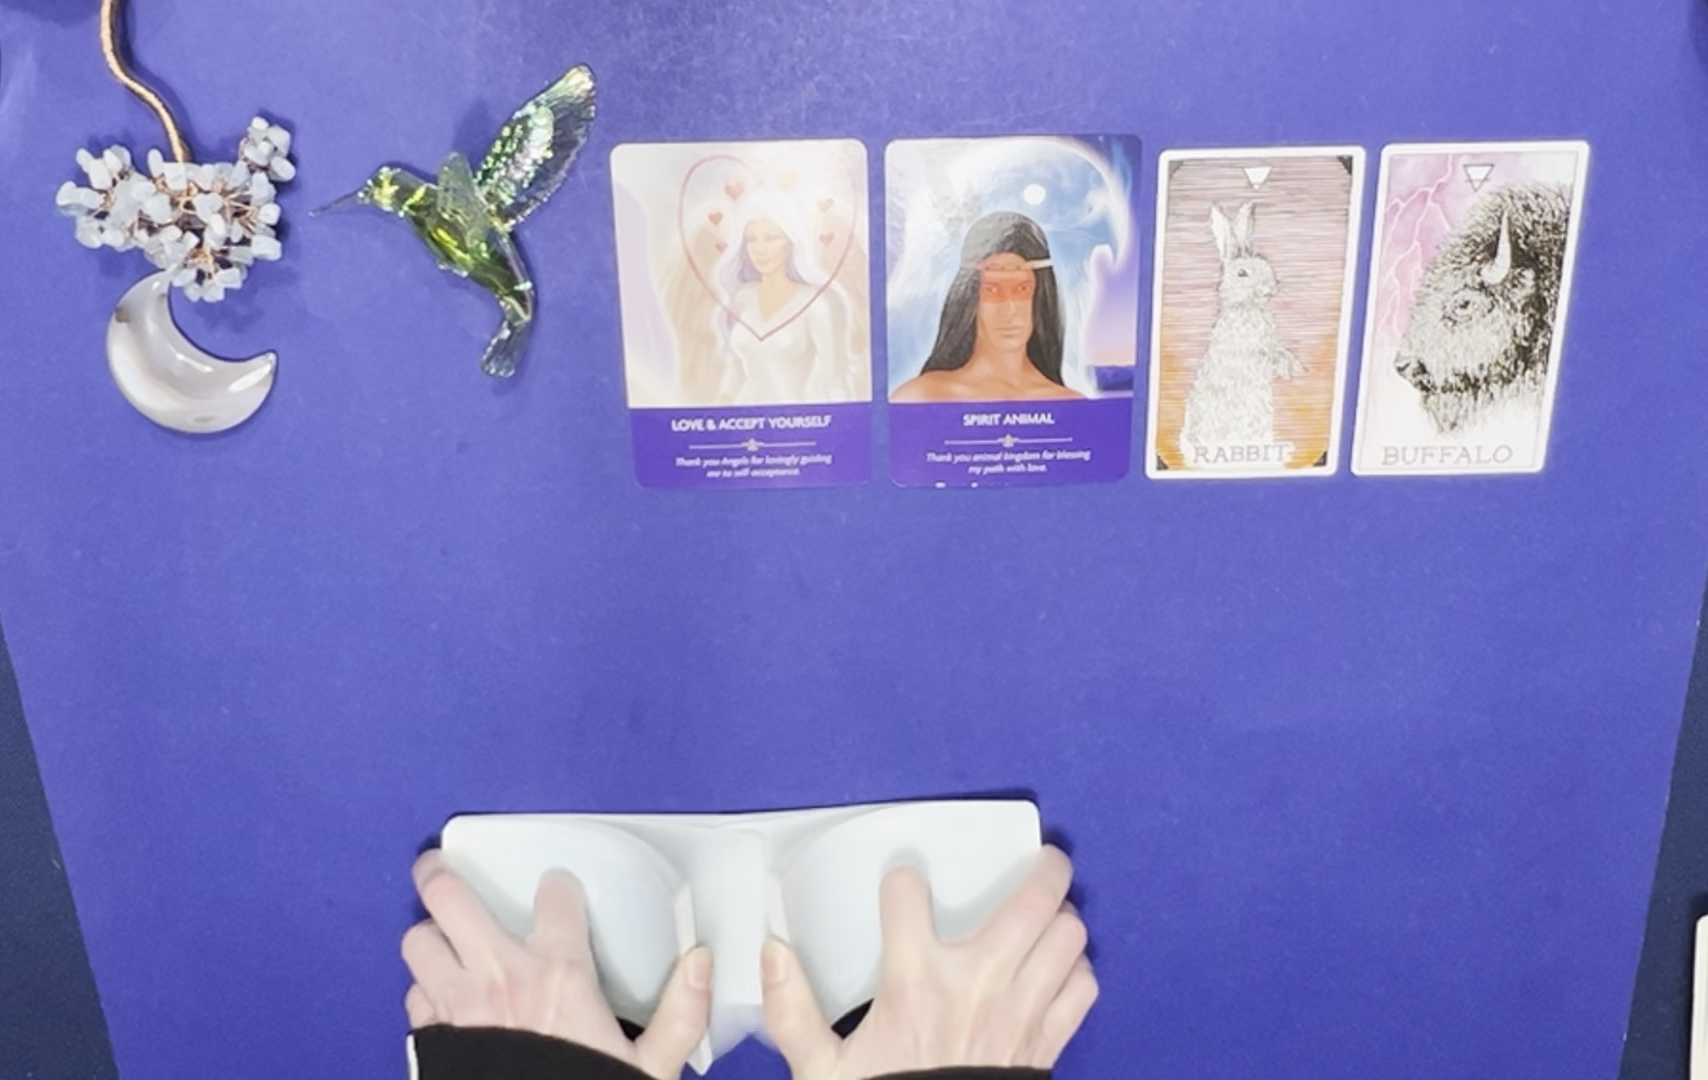 LOVE & ACCEPT YOURSELF
Thank you Angels for lovingly guiding
me to self-acceptance.
SPIRIT ANIMAL
Thank you animal kingdom for blessing
my path with love.
RABBIT
BUFFALO